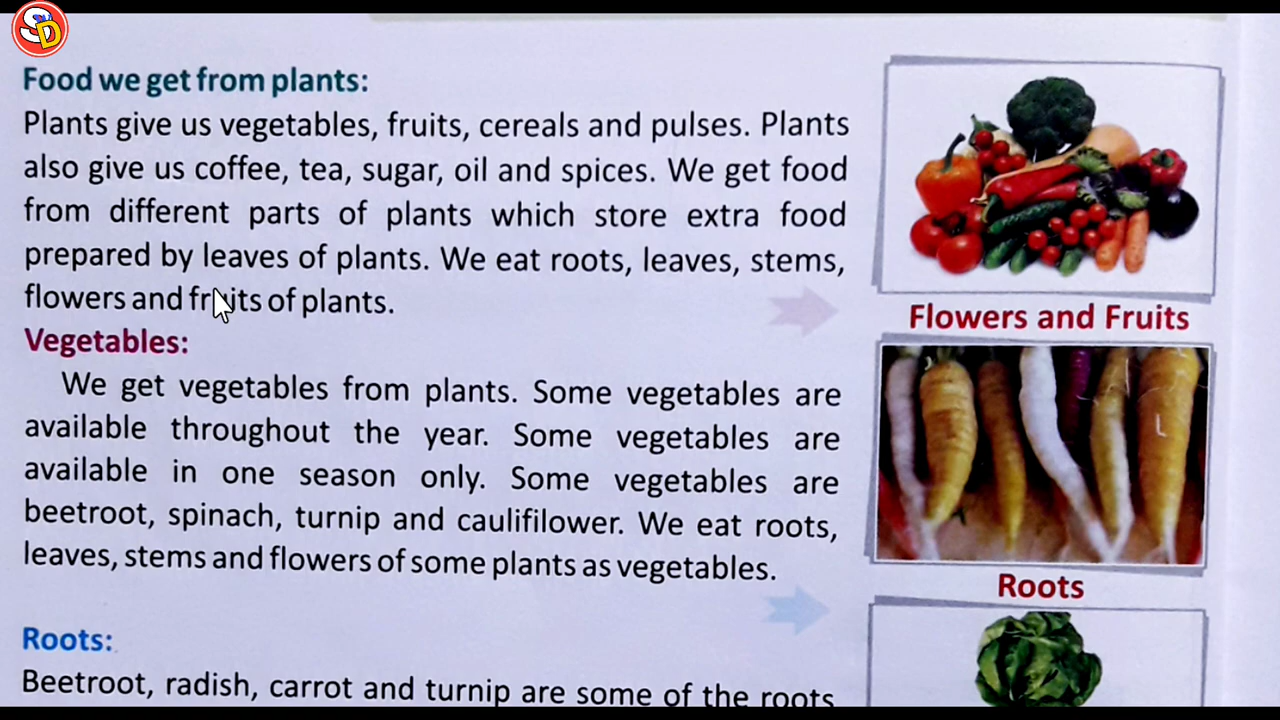 SD
Food we get from plants:
Plants give us vegetables, fruits, cereals and pulses. Plants
also give us coffee, tea, sugar, oil and spices. We get food
from different parts of plants which store extra food
prepared by leaves of plants. We eat roots, leaves, stems,
flowers and fruits of plants.
Flowers and Fruits
Vegetables:
We get vegetables from plants. Some vegetables are
available throughout the year. Some vegetables are
available in one season only. Some vegetables are
beetroot, spinach, turnip and caulifilower. We eat roots,
leaves, stems and flowers of some plants as vegetables.
Roots
Roots:
Beetroot, radish, carrot and turnip are some of the roots